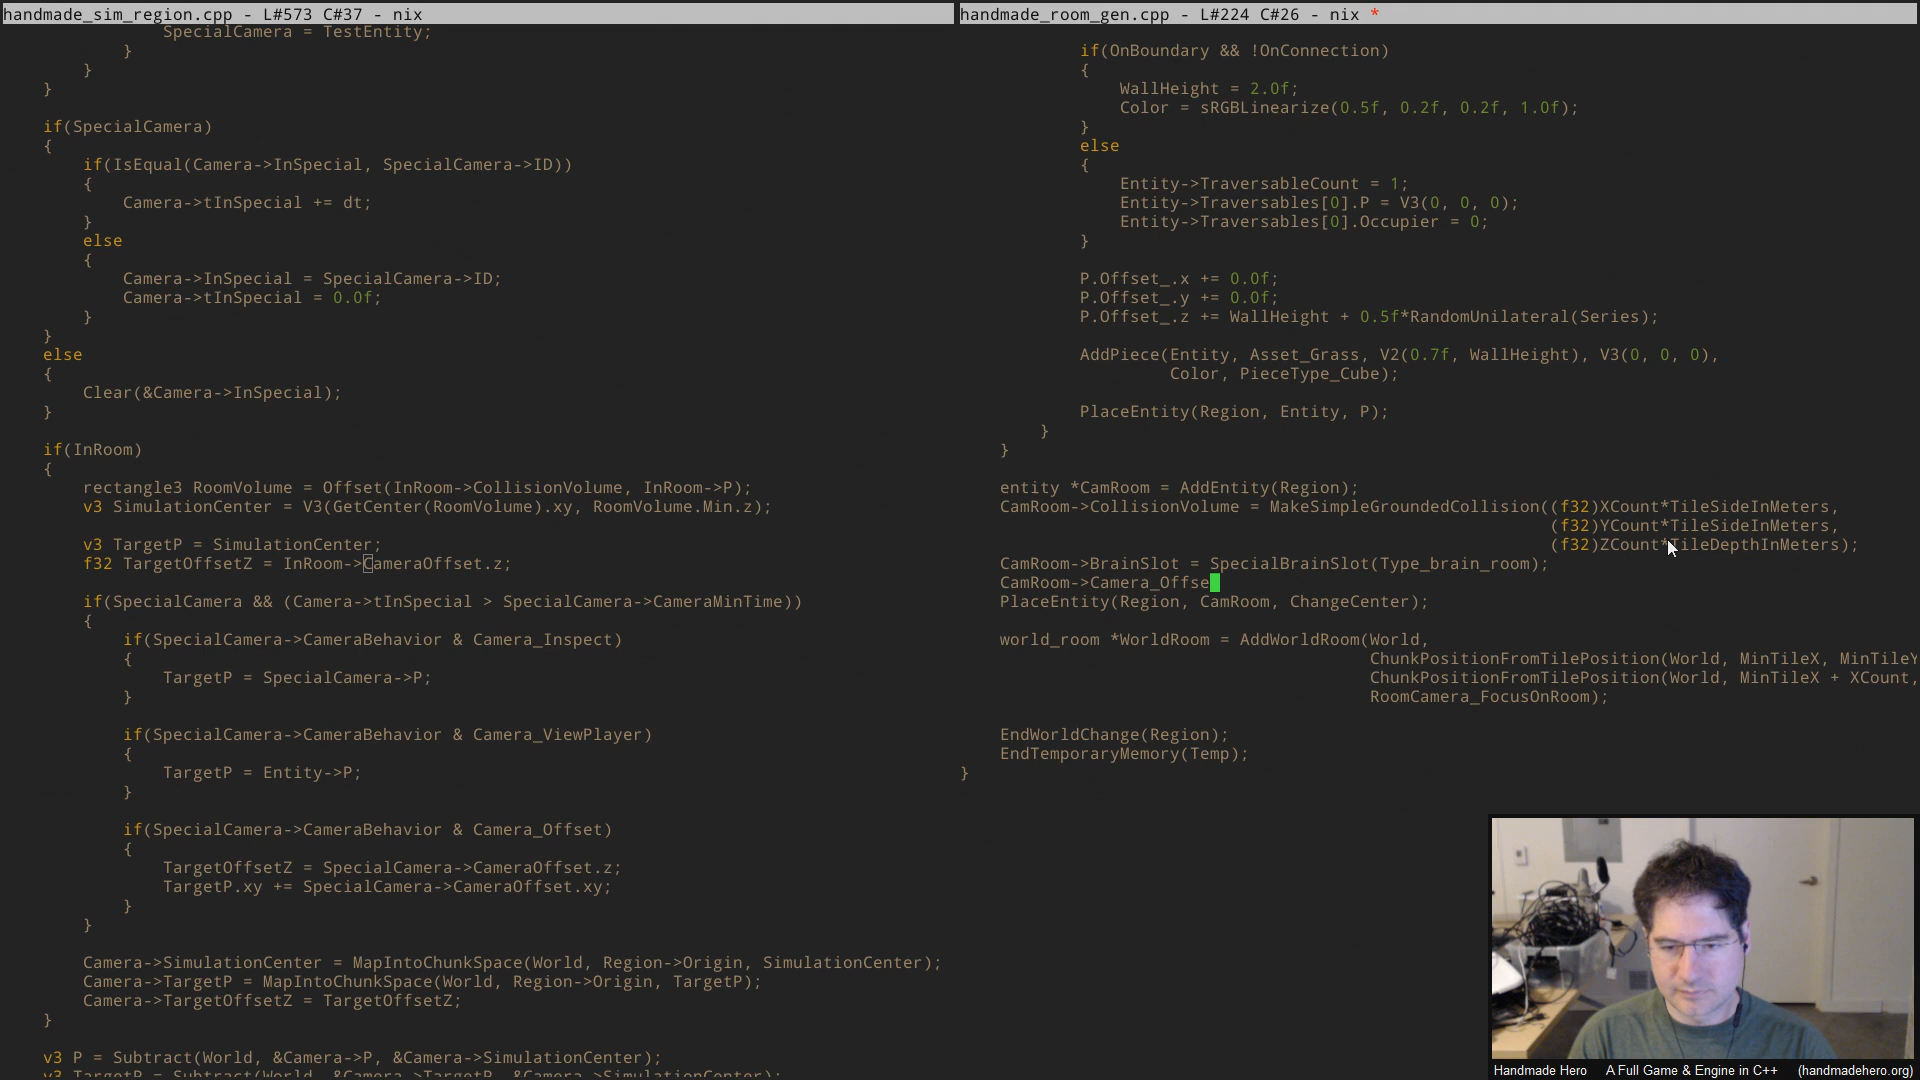 handmade_sim_region.cpp - L#573 C#37 - nix
SpecialCamera = TestEntity;
}
}
}
if(SpecialCamera)
{
if(IsEqual(Camera->InSpecial, SpecialCamera->ID))
{
Camera->tInSpecial += dt;
}
else
{
Camera->InSpecial = SpecialCamera->ID;
Camera->tInSpecial = 0.0f;
}
}
else
{
Clear(&Camera->InSpecial);
}
if(InRoom)
{
rectangle3 RoomVolume = Offset(InRoom->CollisionVolume, InRoom->P);
v3 SimulationCenter = V3(GetCenter(RoomVolume).xy, RoomVolume.Min.z);
v3 TargetP = SimulationCenter;
f32 TargetOffsetZ = InRoom->CameraOffset.z;
if(SpecialCamera && (Camera->tInSpecial > SpecialCamera->CameraMinTime))
{
if(SpecialCamera->CameraBehavior & Camera_Inspect)
{
TargetP = SpecialCamera->P;
}
if(SpecialCamera->CameraBehavior & Camera_ViewPlayer)
{
TargetP = Entity->P;
}
if(SpecialCamera->CameraBehavior & Camera_Offset)
{
TargetOffsetZ = SpecialCamera->CameraOffset.z;
TargetP.xy += SpecialCamera->CameraOffset.xy;
}
}
Camera->SimulationCenter = MapIntoChunkSpace(World, Region->Origin, SimulationCenter);
Camera->TargetP = MapIntoChunkSpace(World, Region->Origin, TargetP);
Camera->TargetOffsetZ = TargetOffsetZ;
}
v3 P = Subtract(World, &Camera->P, &Camera->SimulationCenter);
v3 TargetP = Subtract(World, &Camera->TargetP, &Camera->SimulationCenter);
handmade_room_gen.cpp - L#224 C#26 - nix *
if(OnBoundary && !OnConnection)
{
WallHeight = 2.0f;
Color = sRGBLinearize(0.5f, 0.2f, 0.2f, 1.0f);
}
else
{
Entity->TraversableCount = 1;
Entity->Traversables[0].P = V3(0, 0, 0);
Entity->Traversables[0].Occupier = 0;
}
P.Offset_.x += 0.0f;
P.Offset_.y += 0.0f;
P.Offset_.z += WallHeight + 0.5f*RandomUnilateral(Series);
AddPiece(Entity, Asset_Grass, V2(0.7f, WallHeight), V3(0, 0, 0),
Color, PieceType_Cube);
PlaceEntity(Region, Entity, P);
}
}
entity *CamRoom = AddEntity(Region);
CamRoom->CollisionVolume = MakeSimpleGroundedCollision((f32)XCount*TileSideInMeters,
(f32)YCount*TileSideInMeters,
(f32)ZCount*TileDepthInMeters);
CamRoom->BrainSlot = SpecialBrainSlot(Type_brain_room);
CamRoom->Camera_Offse
PlaceEntity(Region, CamRoom, ChangeCenter);
world_room *WorldRoom = AddWorldRoom(World,
ChunkPositionFromTilePosition(World, MinTileX, MinTileY
ChunkPositionFromTilePosition(World, MinTileX + XCount,
RoomCamera_FocusOnRoom);
EndWorldChange(Region);
EndTemporaryMemory(Temp);
}
Handmade Hero A Full Game & Engine in C++ (handmadehero.org)